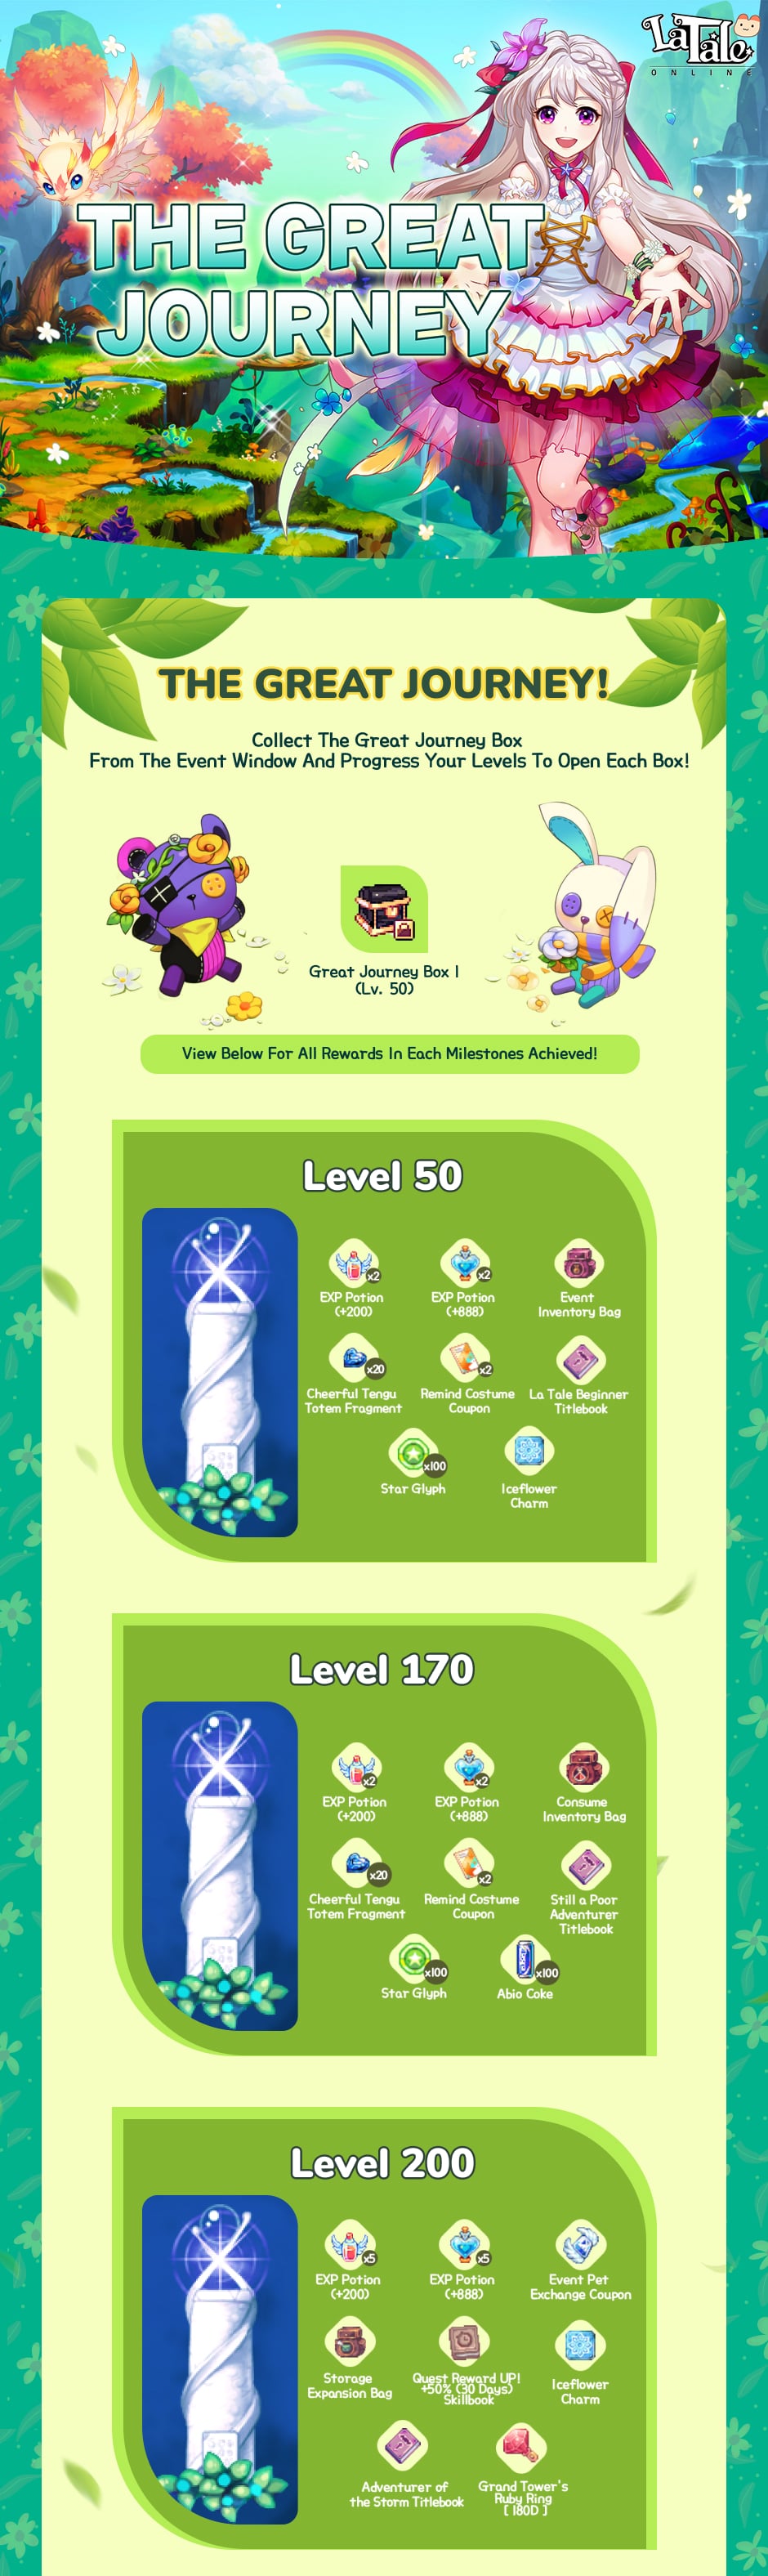 LaTale
ONLINE
THE GREAT
JOURNEY
THE GREAT JOURNEY!
Collect The Great Journey Box
From The Event Window And Progress Your Levels To Open Each Box!
Great Journey Box I
(Lv. 50)
View Below For All Rewards In Each Milestones Achieved!
Level 50
x2
EXP Potion
(+200)
x2
EXP Potion
(+888)
Event
Inventory Bag
x20
Cheerful Tengu
Totem Fragment
x2
Remind Costume
Coupon
La Tale Beginner
Titlebook
x100
Star Glyph
Iceflower
Charm
Level 170
x2
EXP Potion
(+200)
x2
EXP Potion
(+888)
Consume
Inventory Bag
x20
Cheerful Tengu
Totem Fragment
x2
Remind Costume
Coupon
Still a Poor
Adventurer
Titlebook
x100
Star Glyph
x100
Abio Coke
Level 200
x5
EXP Potion
(+200)
x5
EXP Potion
(+888)
Event Pet
Exchange Coupon
Storage
Expansion Bag
Quest Reward UP!
+50% (30 Days)
Skillbook
Iceflower
Charm
Adventurer of
the Storm Titlebook
Grand Tower's
Ruby Ring
[ 180D ]